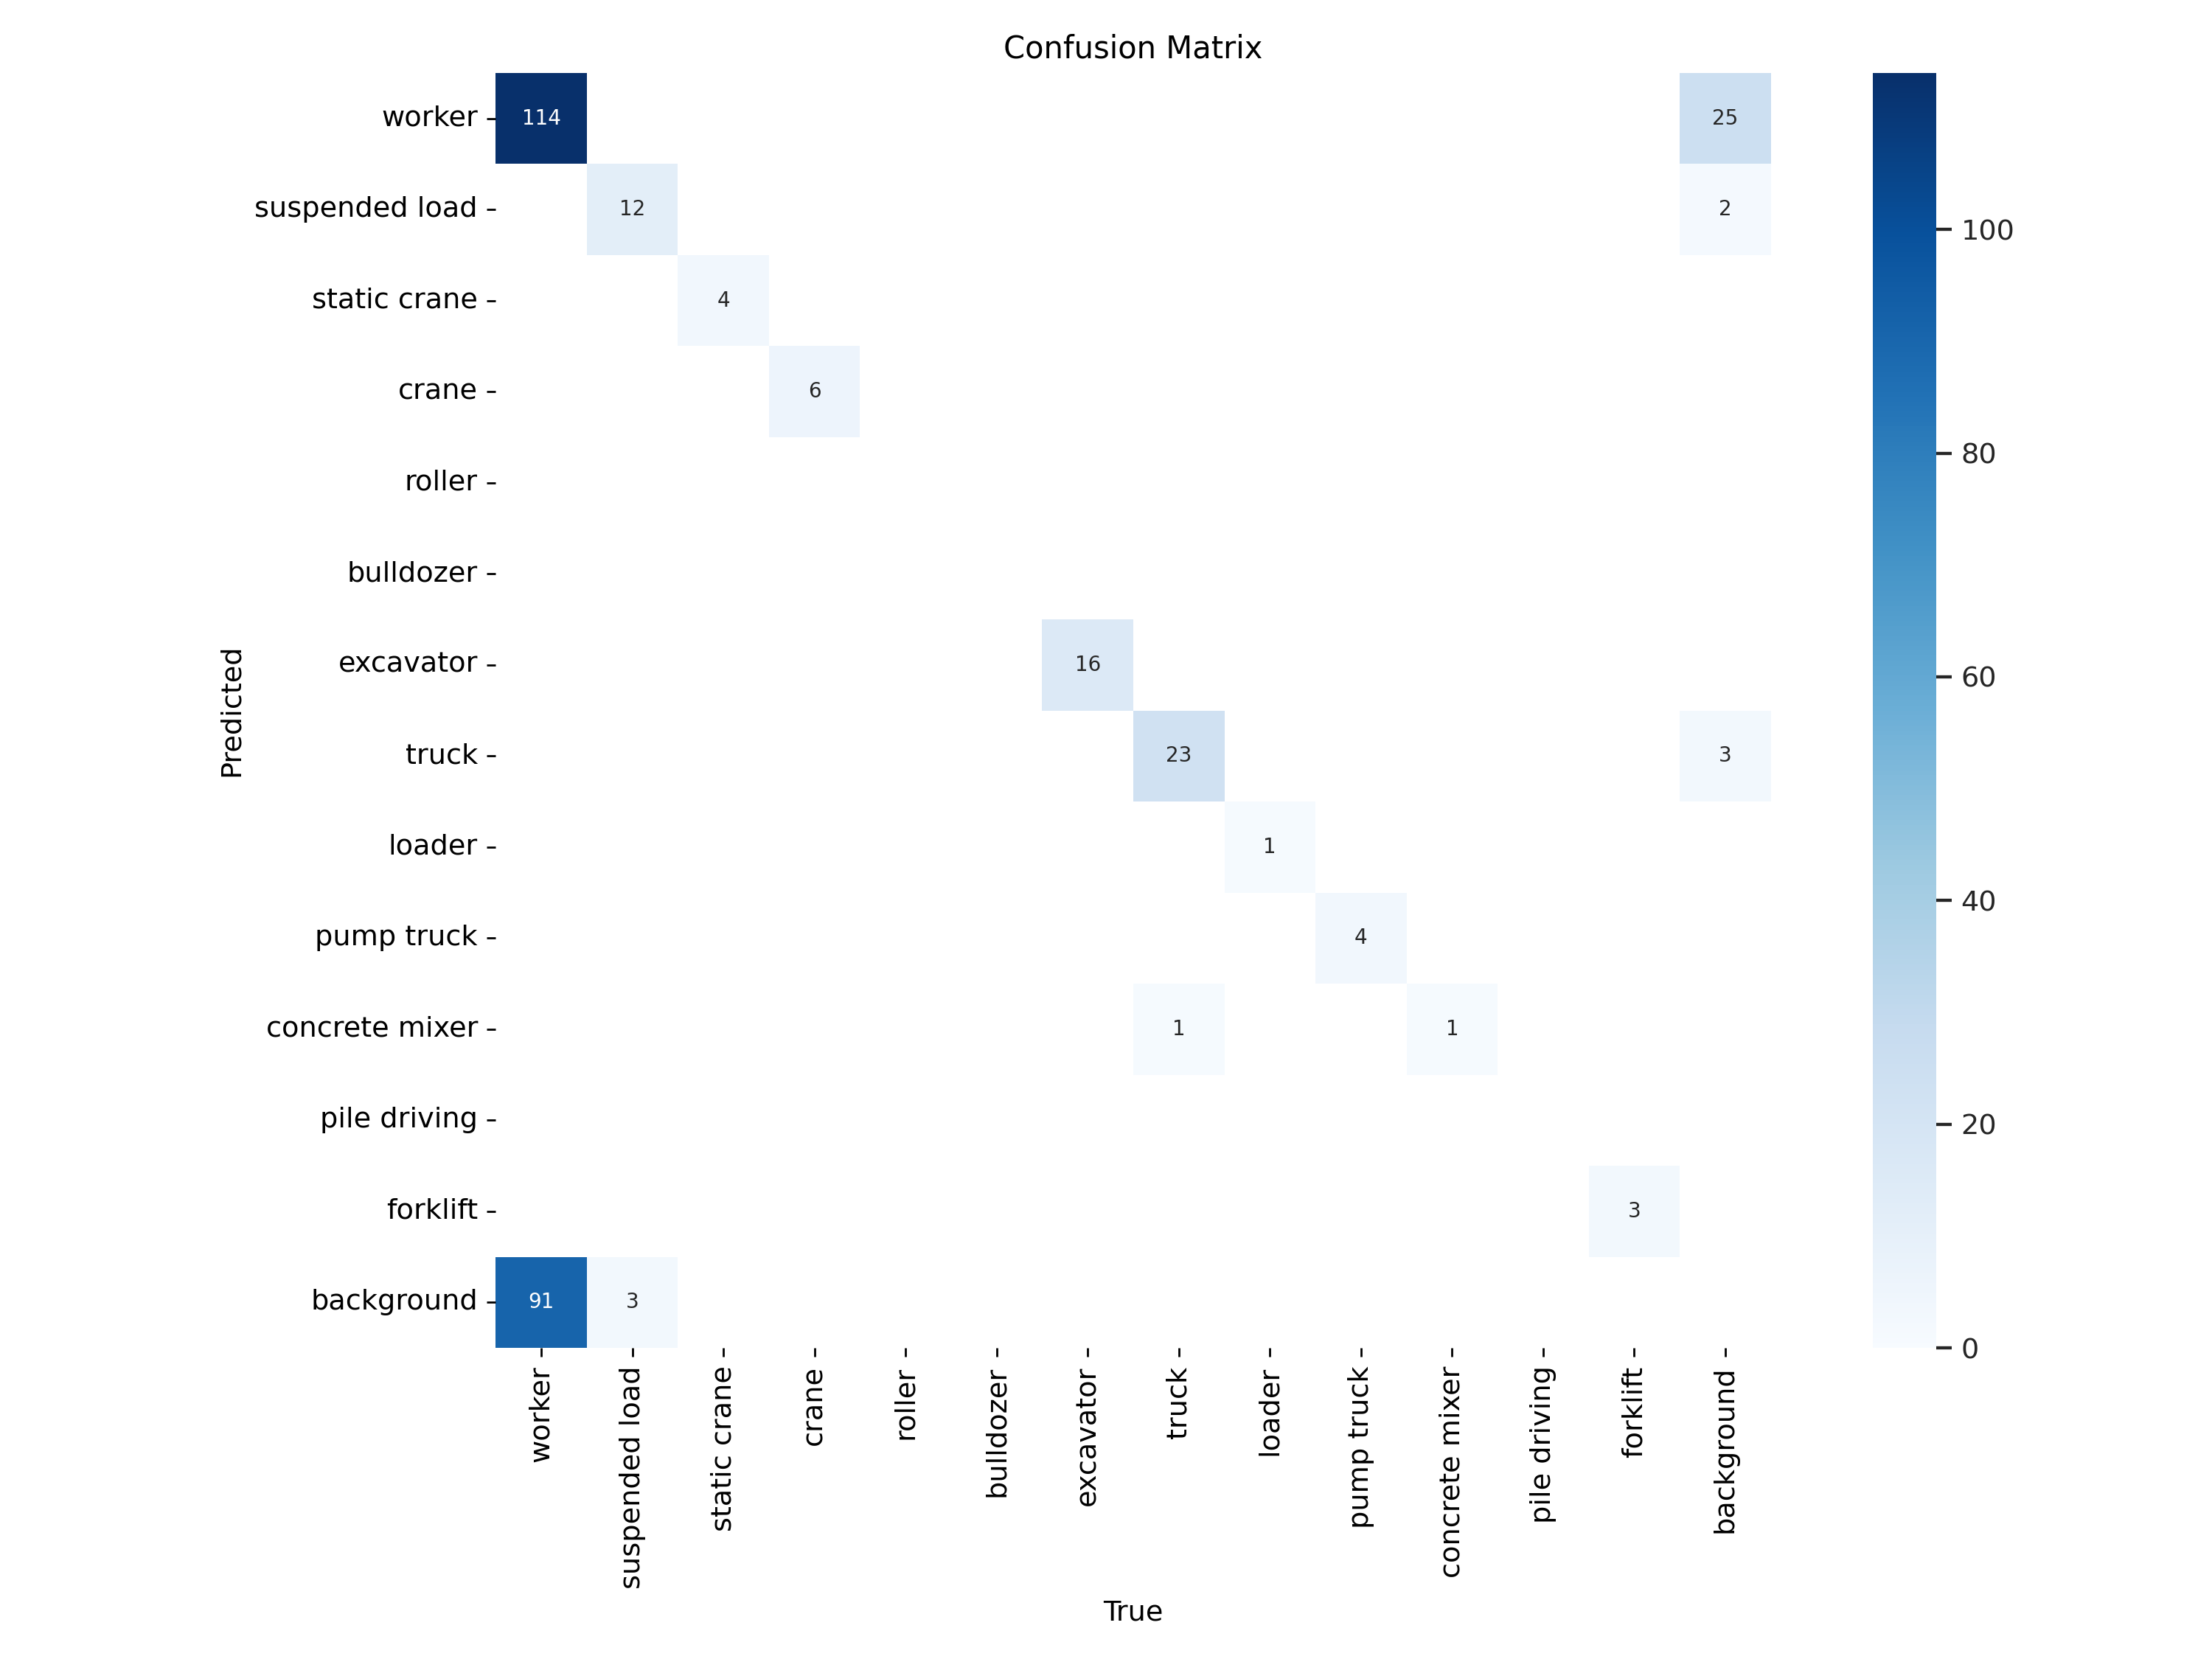 Confusion Matrix
worker 114 25
suspended load 12 2
100
static crane 4
crane 6
80
roller
bulldozer
excavator 16
60
Predicted
truck 23 3
loader 1
40
pump truck 4
concrete mixer 1 1
pile driving
20
forklift 3
background 91 3
0
worker
suspended load
static crane
crane
roller
bulldozer
excavator
truck
loader
pump truck
concrete mixer
pile driving
forklift
background
True